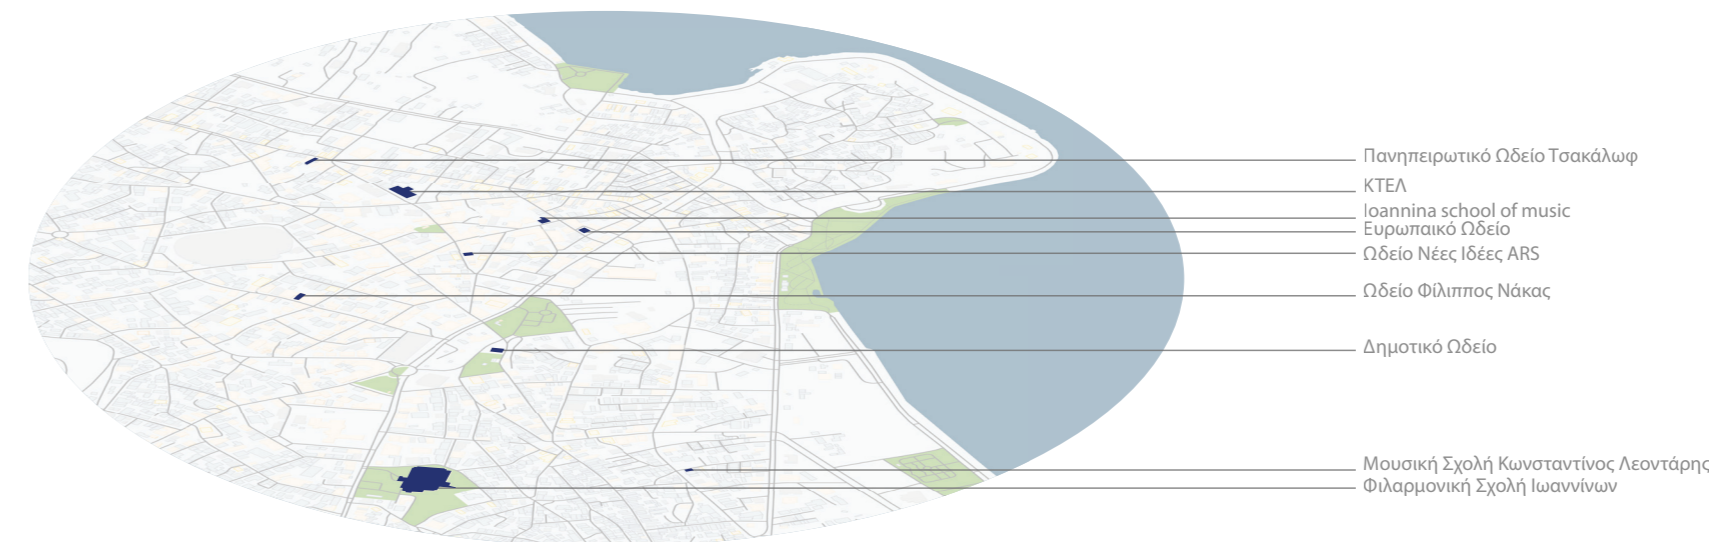 Πανηπειρωτικό Ωδείο Τσακάλωφ
ΚΤΕΛ
Ioannina school of music
Ευρωπαικό Ωδείο
Ωδείο Νέες Ιδέες ARS
Ωδείο Φίλιππος Νάκας
Δημοτικό Ωδείο
Μουσική Σχολή Κωνσταντίνος Λεοντάρης
Φιλαρμονική Σχολή Ιωαννίνων